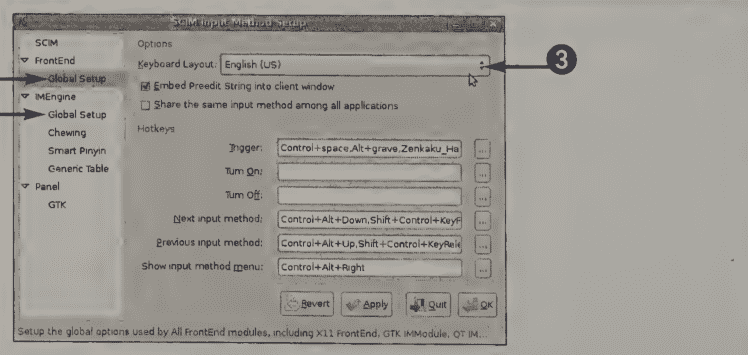 SCIM Input Method Setup
SCIM
FrontEnd
Global Setup
IMEngine
Global Setup
Chewing
Smart Pinyin
Generic Table
Panel
GTK
Options
Keyboard Layout: English (US)
Embed Preedit String into client window
Share the same input method among all applications
Hotkeys
Trigger: Control+space,Alt+grave,Zenkaku_Ha ...
Turn On: ...
Turn Off: ...
Next input method: Control+Alt+Down,Shift+Control+KeyR ...
Previous input method: Control+Alt+Up,Shift+Control+KeyRele ...
Show input method menu: Control+Alt+Right ...
Revert Apply Quit OK
Setup the global options used by All FrontEnd modules, including X11 FrontEnd, GTK IMModule, QT IM...
3